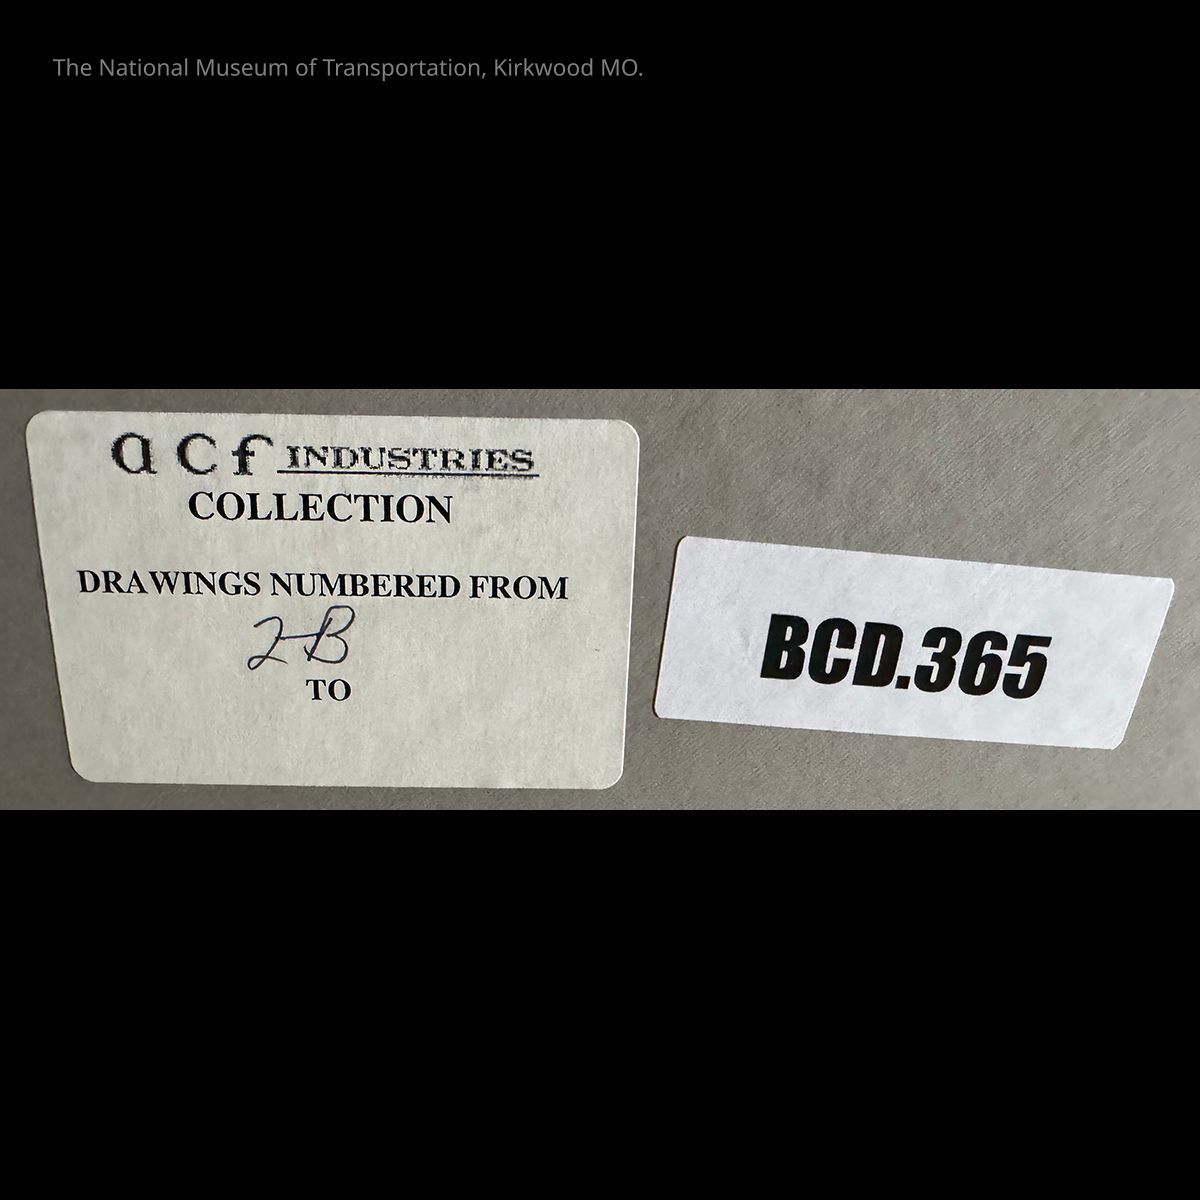 The National Museum of Transportation, Kirkwood MO.
acf INDUSTRIES
COLLECTION
DRAWINGS NUMBERED FROM
2-B
TO
BCD.365